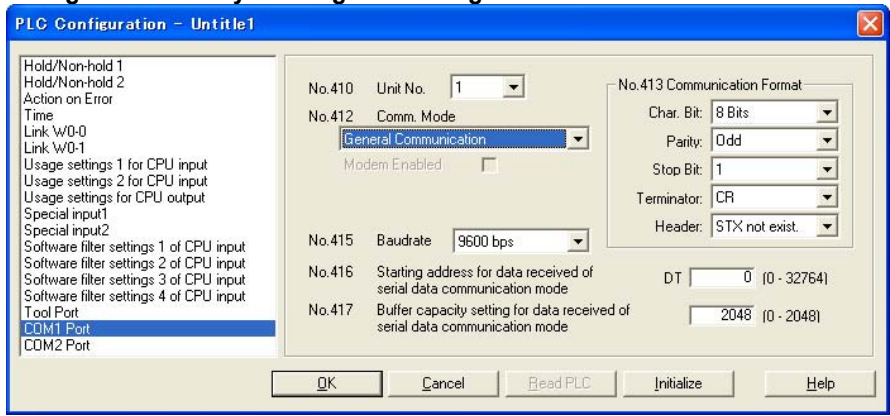 PLC Configuration - Untitle1
Hold/Non-hold 1
Hold/Non-hold 2
Action on Error
Time
Link W0-0
Link W0-1
Usage settings 1 for CPU input
Usage settings 2 for CPU input
Usage settings for CPU output
Special input1
Special input2
Software filter settings 1 of CPU input
Software filter settings 2 of CPU input
Software filter settings 3 of CPU input
Software filter settings 4 of CPU input
Tool Port
COM1 Port
COM2 Port
No.410 Unit No. 1
No.412 Comm. Mode
General Communication
Modem Enabled
No.413 Communication Format
Char. Bit: 8 Bits
Parity: Odd
Stop Bit: 1
Terminator: CR
Header: STX not exist.
No.415 Baudrate 9600 bps
No.416 Starting address for data received of
serial data communication mode
DT 0 (0 - 32764)
No.417 Buffer capacity setting for data received of
serial data communication mode
2048 (0 - 2048)
OK Cancel Read PLC Initialize Help